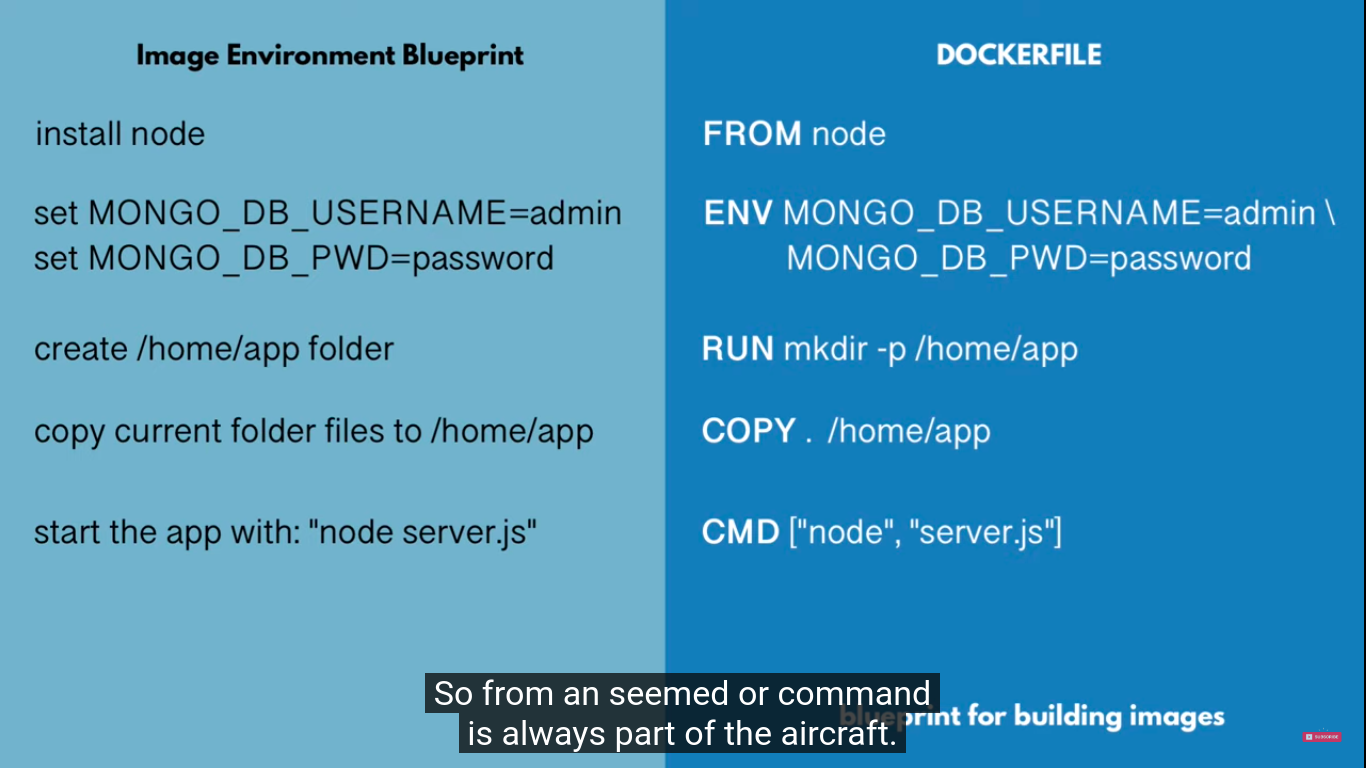 Image Environment Blueprint
install node
set MONGO_DB_USERNAME=admin
set MONGO_DB_PWD=password
create /home/app folder
copy current folder files to /home/app
start the app with: "node server.js"
DOCKERFILE
FROM node
ENV MONGO_DB_USERNAME=admin \
MONGO_DB_PWD=password
RUN mkdir -p /home/app
COPY . /home/app
CMD ["node", "server.js"]
blueprint for building images
So from an seemed or command
is always part of the aircraft.
SUBSCRIBE